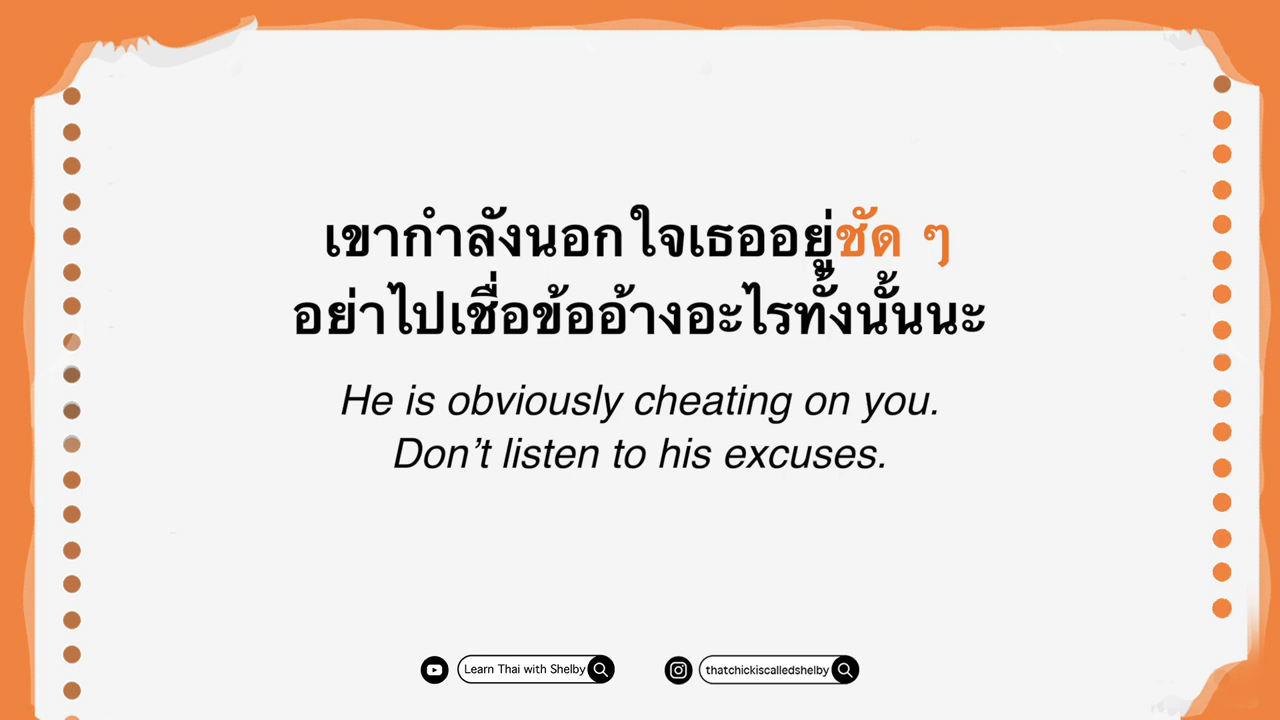 เขากำลังนอกใจเธออยู่ชัด ๆ
อย่าไปเชื่อข้ออ้างอะไรทั้งนั้นนะ
He is obviously cheating on you.
Don’t listen to his excuses.
Learn Thai with Shelby
thatchickiscalledshelby